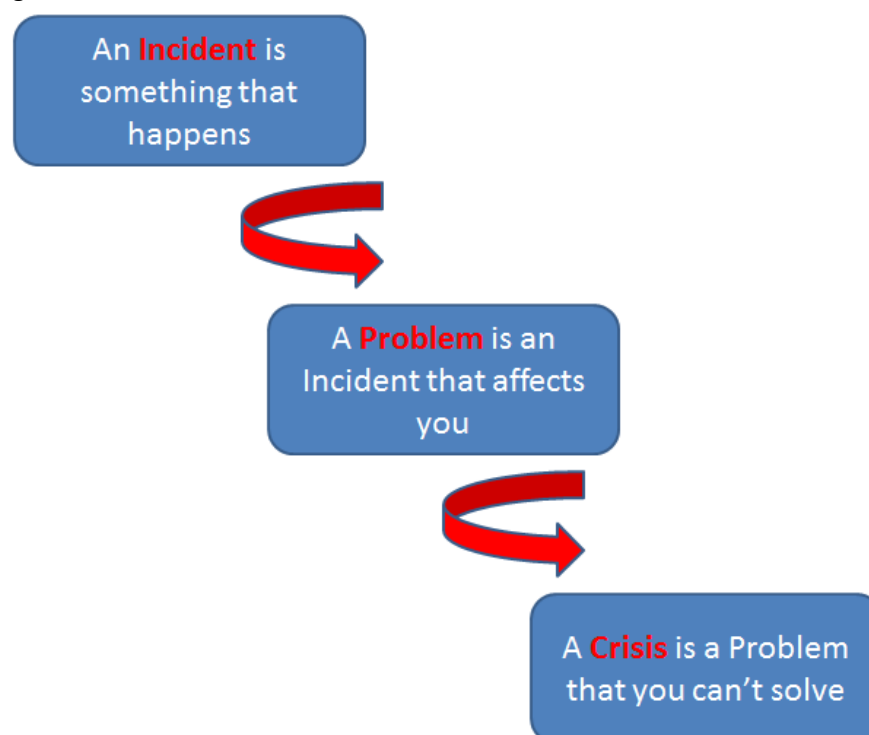 An Incident is
something that
happens
A Problem is an
Incident that affects
you
A Crisis is a Problem
that you can't solve